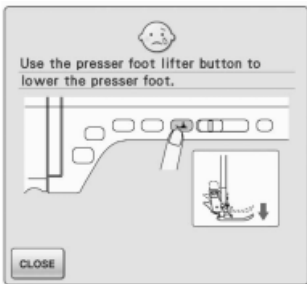 Use the presser foot lifter button to
lower the presser foot.
CLOSE